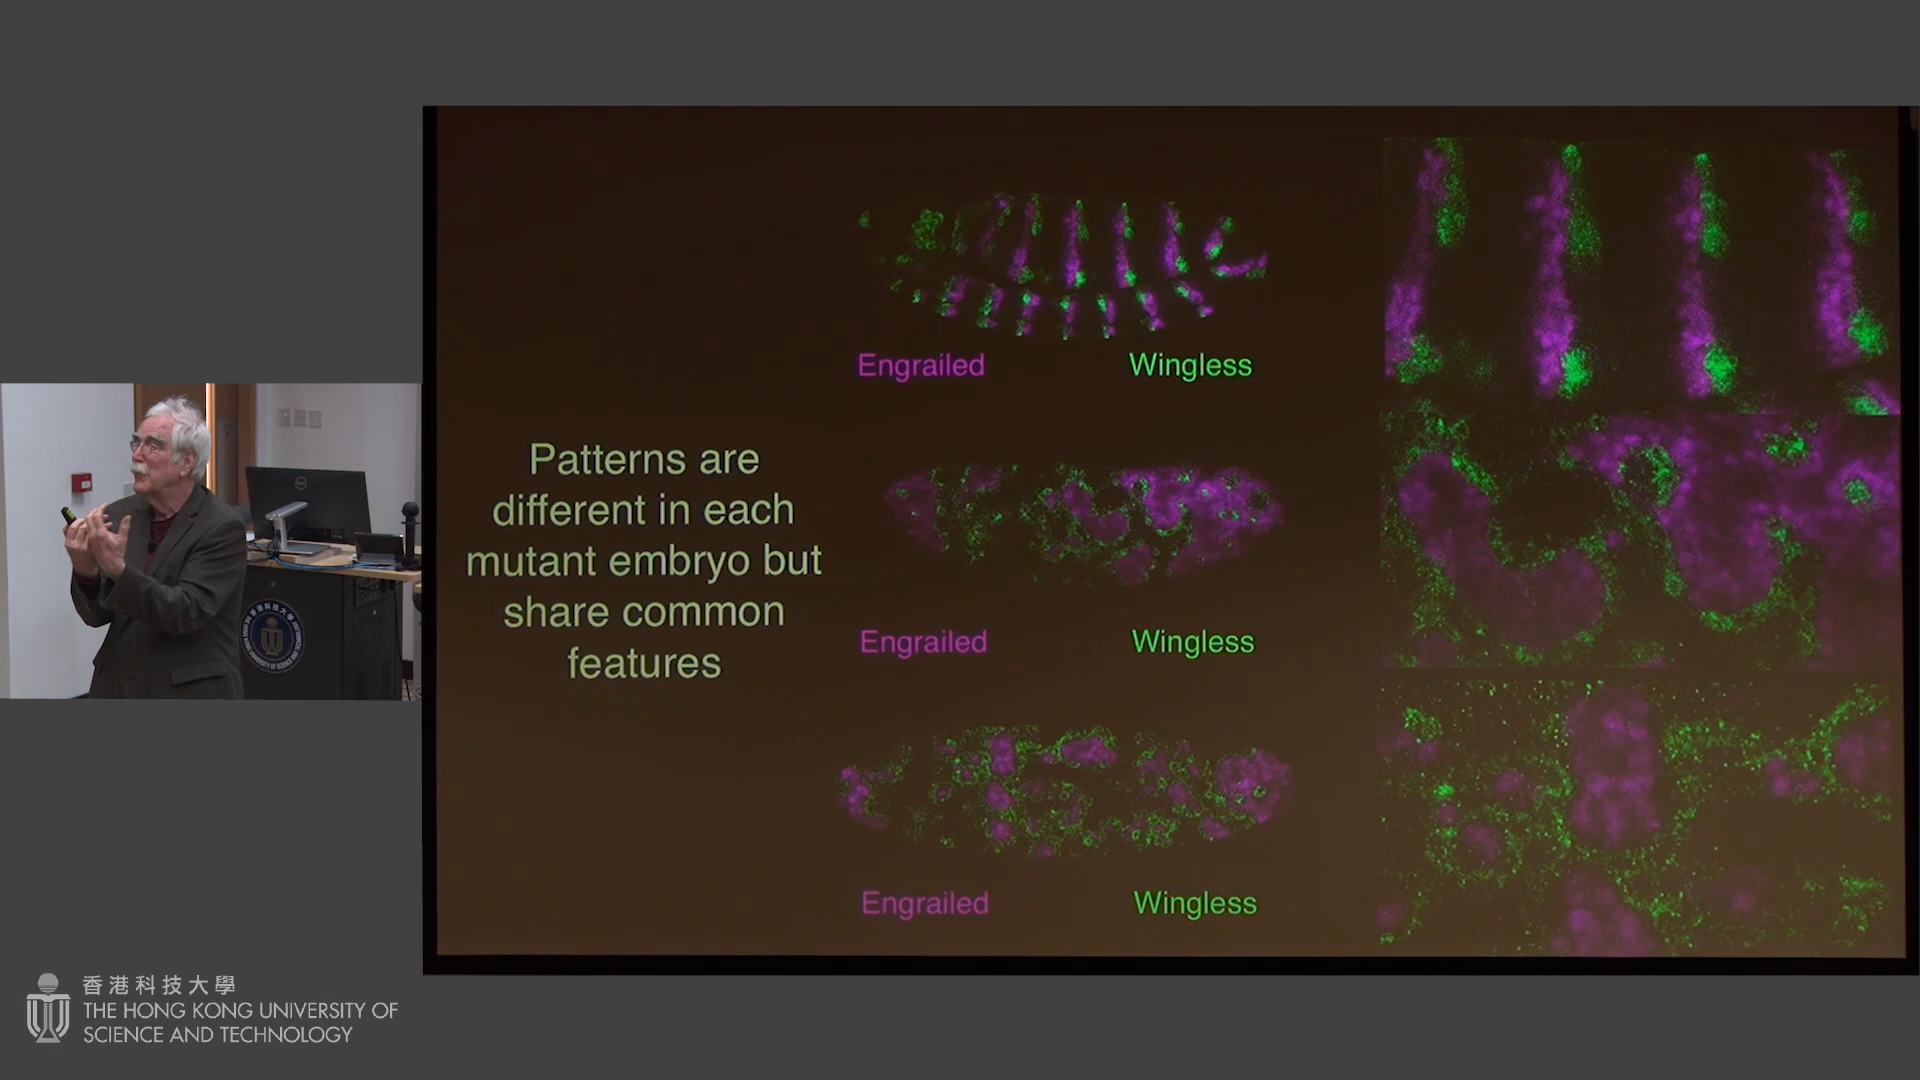 Engrailed
Wingless
Patterns are
different in each
mutant embryo but
share common
features
Engrailed
Wingless
Engrailed
Wingless
香港科技大學
THE HONG KONG UNIVERSITY OF
SCIENCE AND TECHNOLOGY